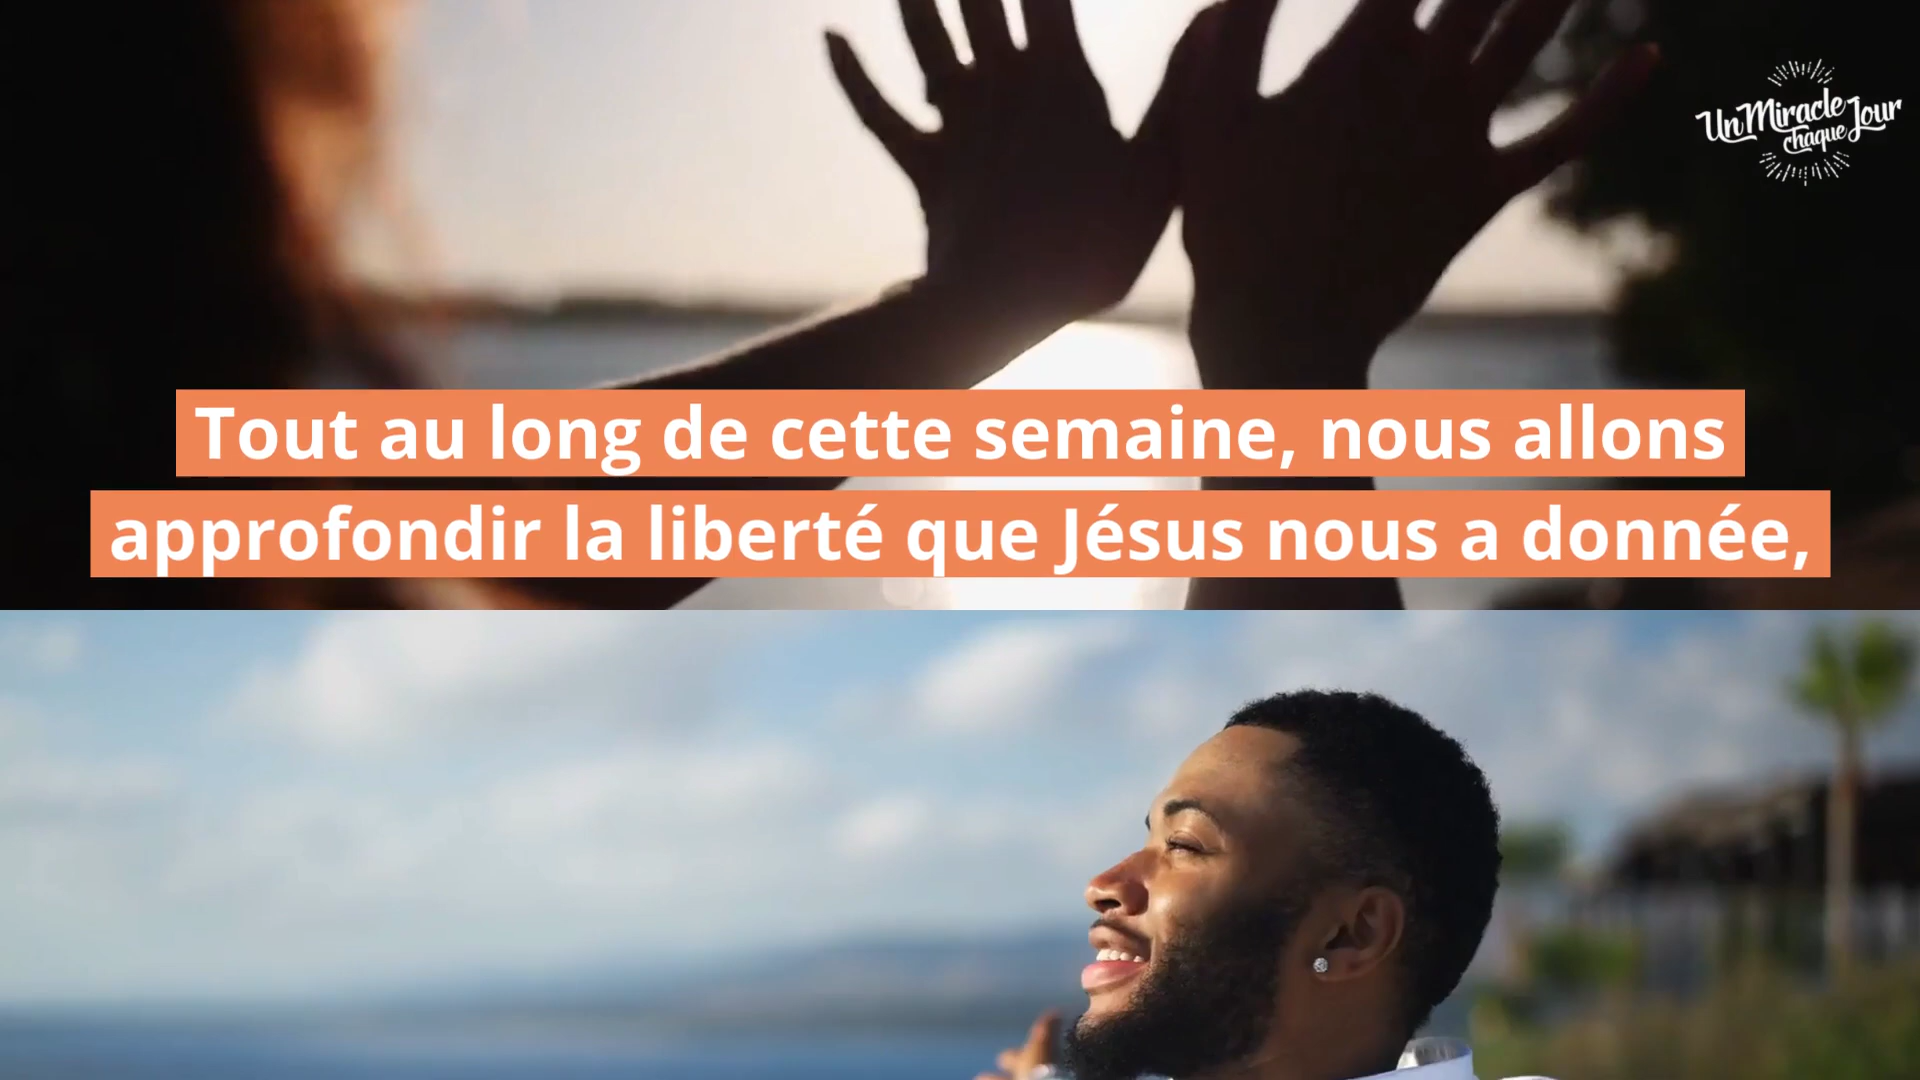 Un Miracle
chaque Jour
Tout au long de cette semaine, nous allons
approfondir la liberté que Jésus nous a donnée,